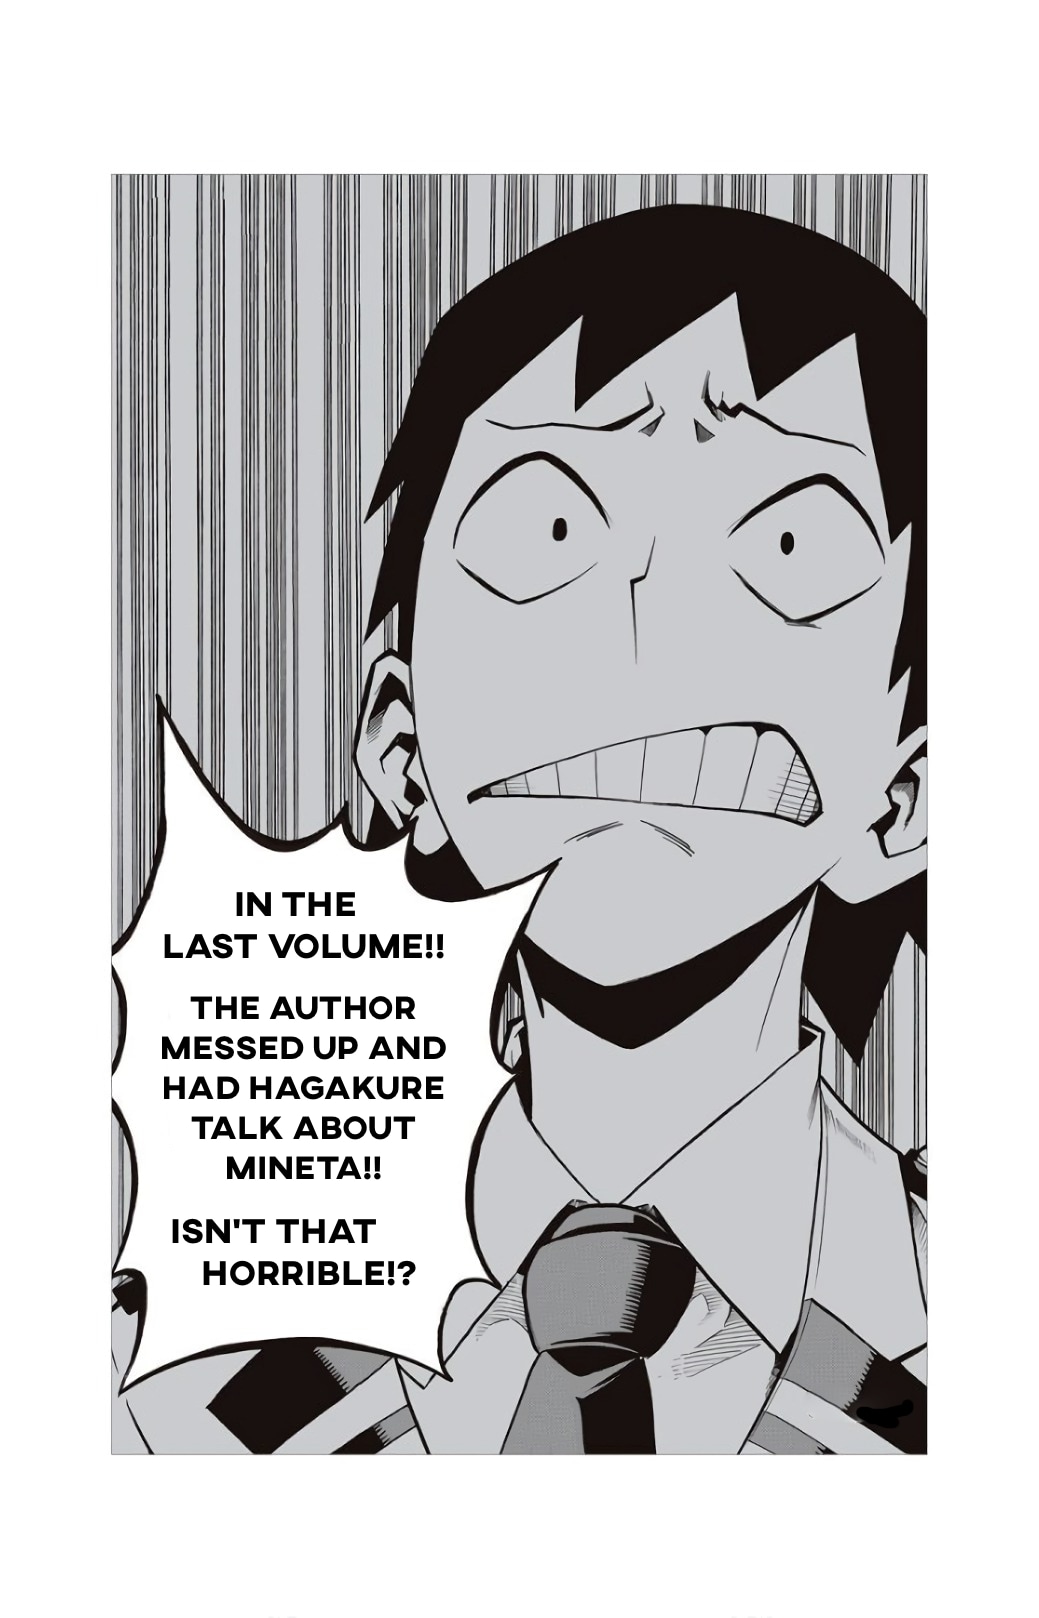 IN THE
LAST VOLUME!!
THE AUTHOR
MESSED UP AND
HAD HAGAKURE
TALK ABOUT
MINETA!!
ISN'T THAT
HORRIBLE!?